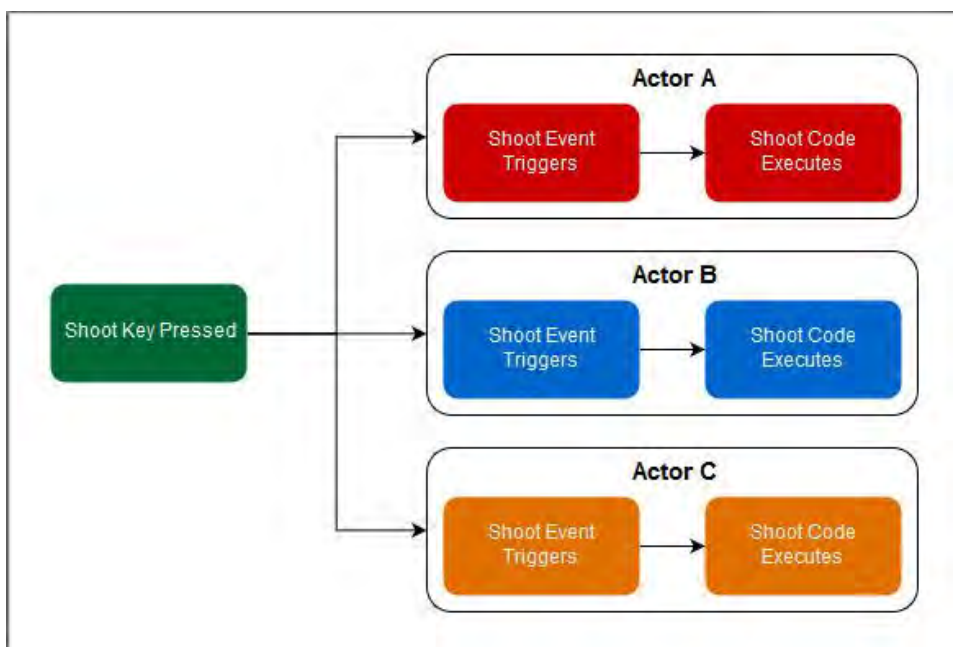 Actor A
Shoot Event
Triggers
Shoot Code
Executes
Shoot Key Pressed
Actor B
Shoot Event
Triggers
Shoot Code
Executes
Actor C
Shoot Event
Triggers
Shoot Code
Executes